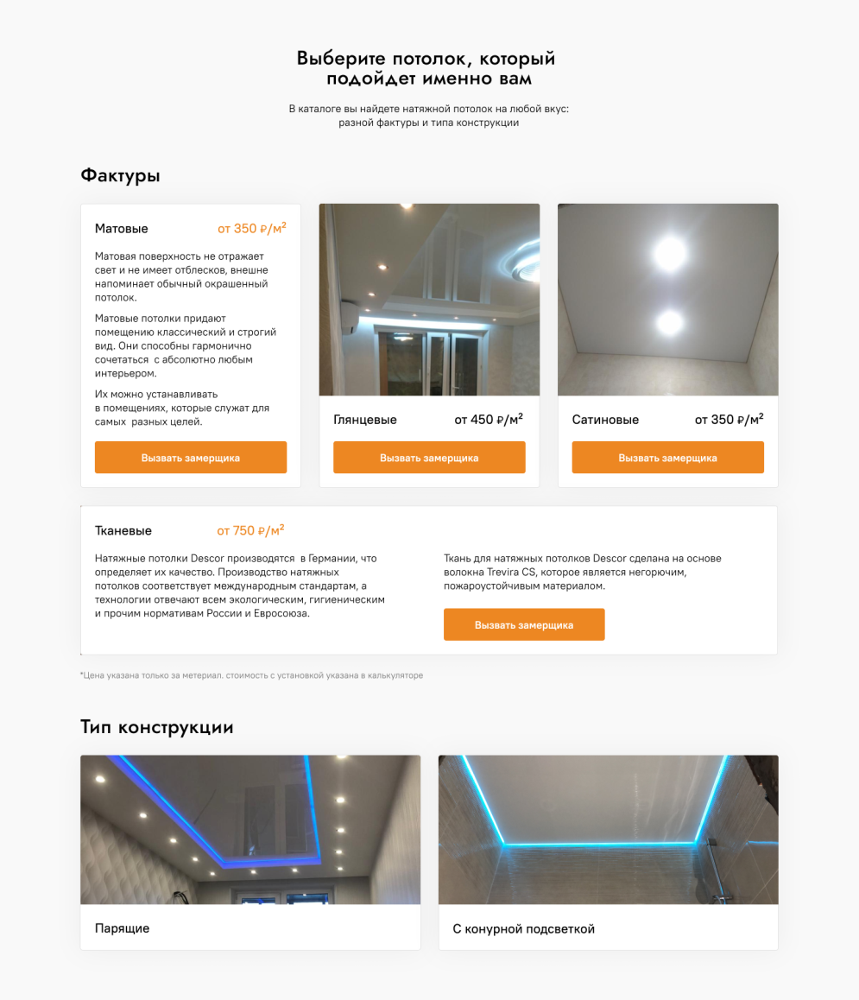 Выберите потолок, который
подойдет именно вам
В каталоге вы найдете натяжной потолок на любой вкус:
разной фактуры и типа конструкции
Фактуры
Матовые от 350 ₽/м²
Матовая поверхность не отражает
свет и не имеет отблесков, внешне
напоминает обычный окрашенный
потолок.
Матовые потолки придают
помещению классический и строгий
вид. Они способны гармонично
сочетаться с абсолютно любым
интерьером.
Их можно устанавливать
в помещениях, которые служат для
самых разных целей.
Вызвать замерщика
Глянцевые от 450 ₽/м²
Вызвать замерщика
Сатиновые от 350 ₽/м²
Вызвать замерщика
Тканевые от 750 ₽/м²
Натяжные потолки Descor производятся в Германии, что
определяет их качество. Производство натяжных
потолков соответствует международным стандартам, а
технологии отвечают всем экологическим, гигиеническим
и прочим нормативам России и Евросоюза.
Ткань для натяжных потолков Descor сделана на основе
волокна Trevira CS, которое является негорючим,
пожароустойчивым материалом.
Вызвать замерщика
*Цена указана только за метериал. стоимость с установкой указана в калькуляторе
Тип конструкции
Парящие
С конурной подсветкой